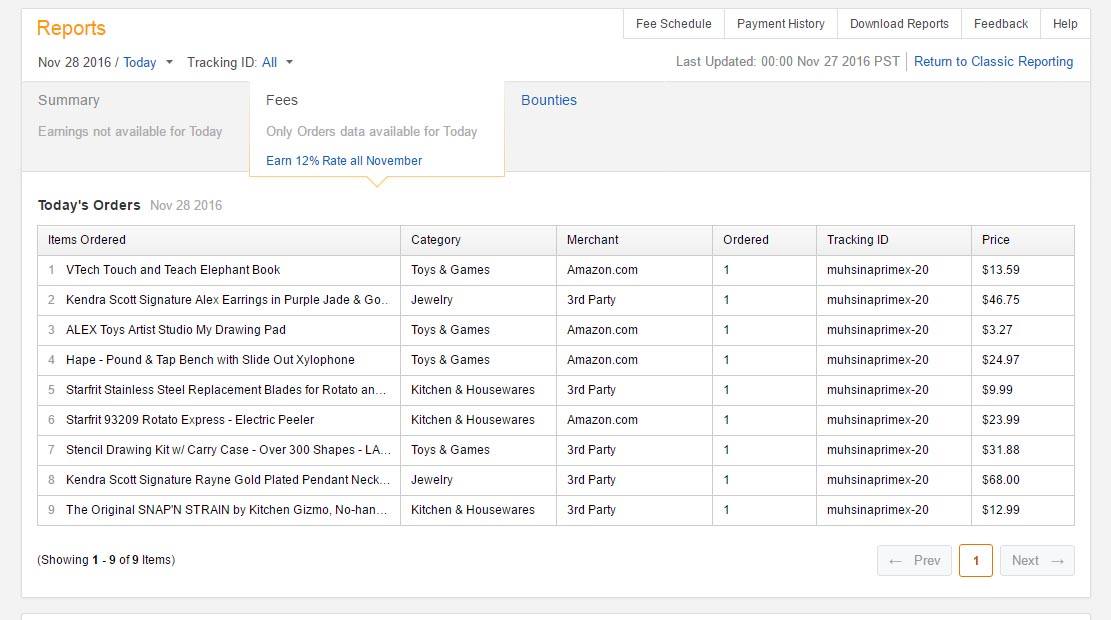 Reports
Fee Schedule Payment History Download Reports Feedback Help
Nov 28 2016 / Today Tracking ID: All
Last Updated: 00:00 Nov 27 2016 PST Return to Classic Reporting
Summary Fees Bounties
Earnings not available for Today Only Orders data available for Today
Earn 12% Rate all November
Today's Orders Nov 28 2016
Items Ordered Category Merchant Ordered Tracking ID Price
1 VTech Touch and Teach Elephant Book Toys & Games Amazon.com 1 muhsinaprimex-20 $13.59
2 Kendra Scott Signature Alex Earrings in Purple Jade & Go... Jewelry 3rd Party 1 muhsinaprimex-20 $46.75
3 ALEX Toys Artist Studio My Drawing Pad Toys & Games Amazon.com 1 muhsinaprimex-20 $3.27
4 Hape - Pound & Tap Bench with Slide Out Xylophone Toys & Games Amazon.com 1 muhsinaprimex-20 $24.97
5 Starfrit Stainless Steel Replacement Blades for Rotato an... Kitchen & Housewares 3rd Party 1 muhsinaprimex-20 $9.99
6 Starfrit 93209 Rotato Express - Electric Peeler Kitchen & Housewares Amazon.com 1 muhsinaprimex-20 $23.99
7 Stencil Drawing Kit w/ Carry Case - Over 300 Shapes - LA... Toys & Games 3rd Party 1 muhsinaprimex-20 $31.88
8 Kendra Scott Signature Rayne Gold Plated Pendant Neck... Jewelry 3rd Party 1 muhsinaprimex-20 $68.00
9 The Original SNAP'N STRAIN by Kitchen Gizmo, No-han... Kitchen & Housewares 3rd Party 1 muhsinaprimex-20 $12.99
(Showing 1 - 9 of 9 Items) ← Prev 1 Next →